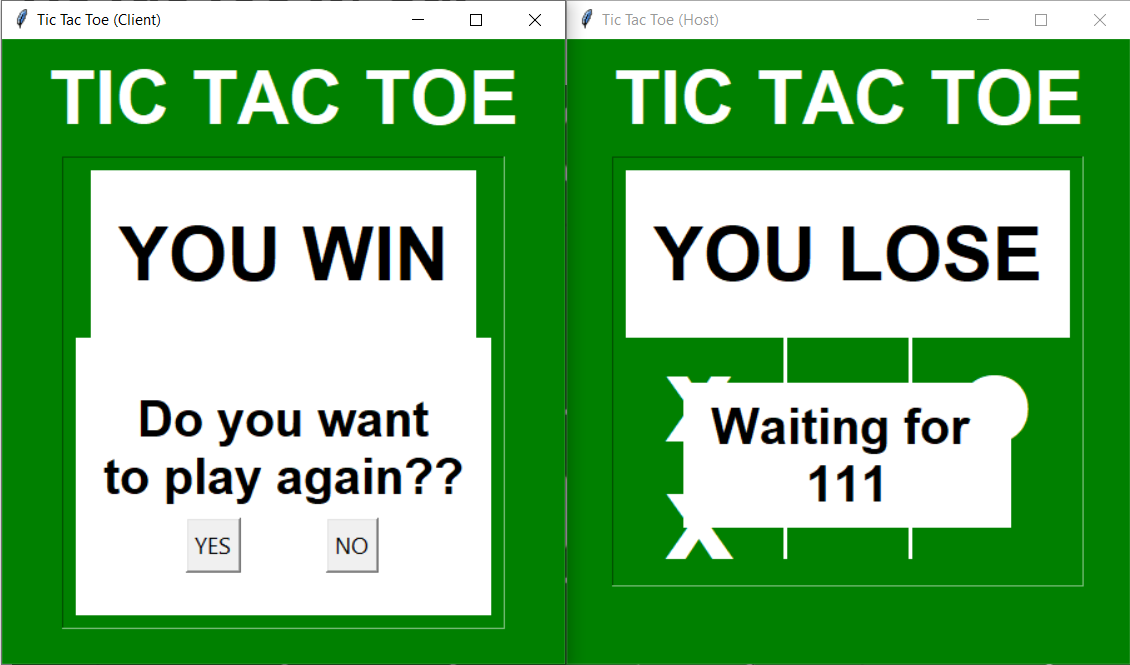 Tic Tac Toe (Client)
TIC TAC TOE
YOU WIN
Do you want
to play again??
YES NO
Tic Tac Toe (Host)
TIC TAC TOE
YOU LOSE
X
Waiting for
111
X